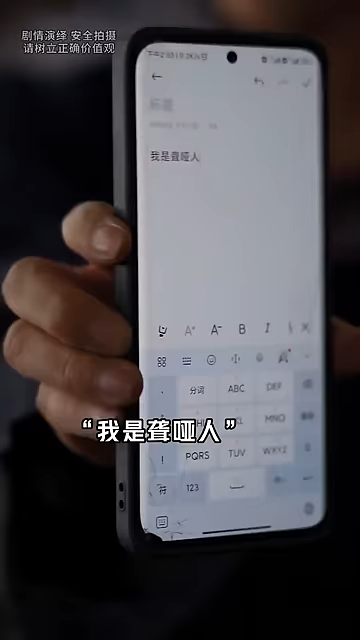 剧情演绎 安全拍摄
请树立正确价值观
标题
我是聋哑人
A+ A- B I
分词 ABC DEF
MNO
PQRS TUV WXYZ
符 123
“我是聋哑人”